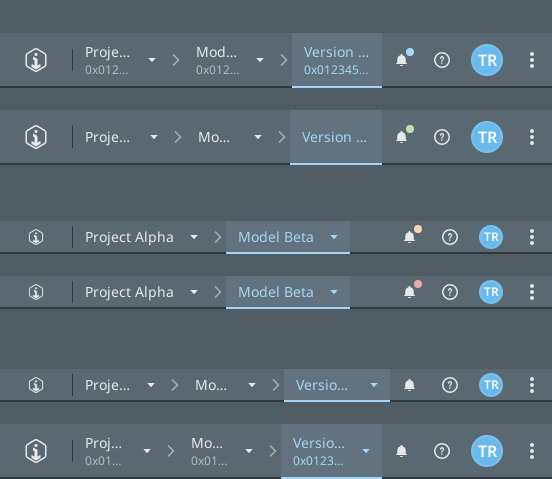 Proje... Mod... Version ... TR
0x012... 0x012... 0x012345...
Proje... Mo... Version ... TR
Project Alpha Model Beta TR
Project Alpha Model Beta TR
Proje... Mo... Versio... TR
Proj... Mo... Versio... TR
0x01... 0x01... 0x0123...